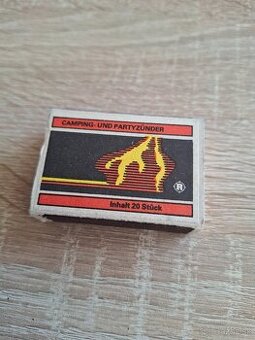 CAMPING- UND PARTYZÜNDER
R
Inhalt 20 Stück